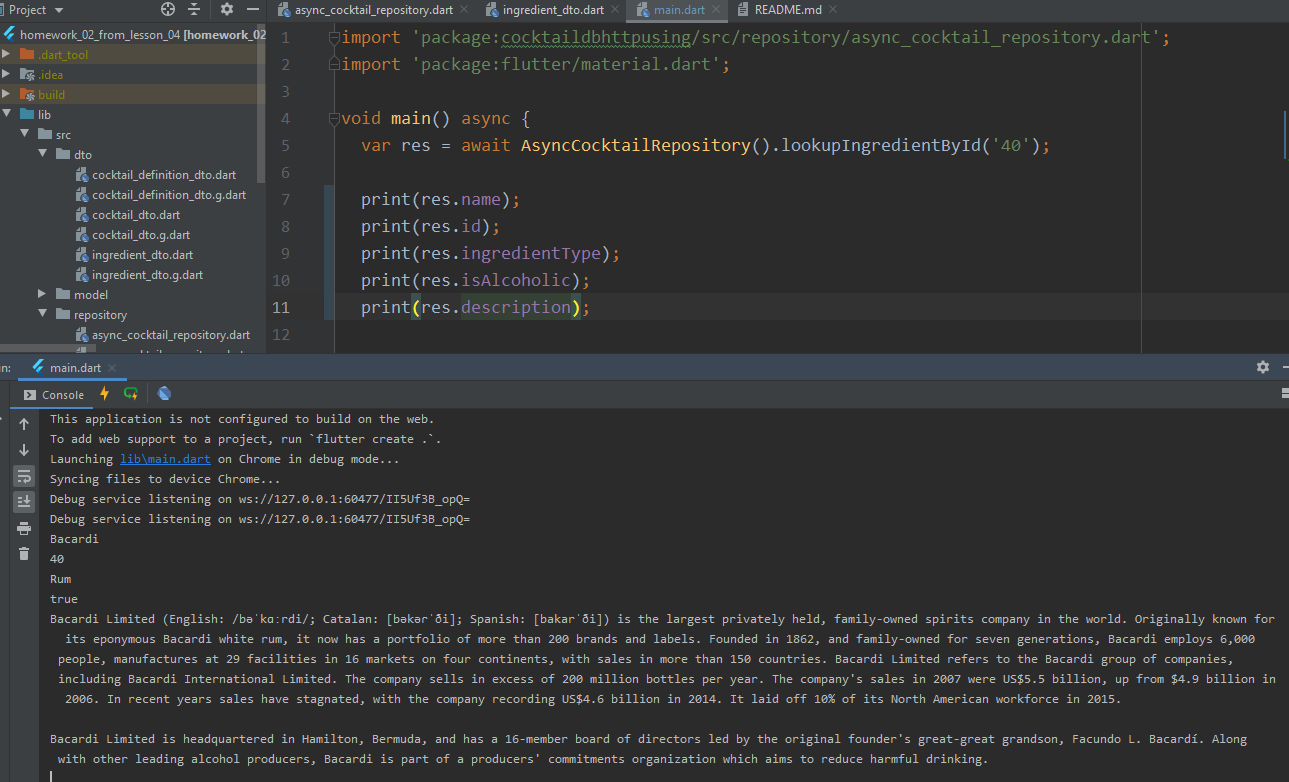 Project
async_cocktail_repository.dart
ingredient_dto.dart
main.dart
README.md
homework_02_from_lesson_04 [homework_02
.dart_tool
.idea
build
lib
src
dto
cocktail_definition_dto.dart
cocktail_definition_dto.g.dart
cocktail_dto.dart
cocktail_dto.g.dart
ingredient_dto.dart
ingredient_dto.g.dart
model
repository
async_cocktail_repository.dart
1 import 'package:cocktaildbhttpusing/src/repository/async_cocktail_repository.dart';
2 import 'package:flutter/material.dart';
3
4 void main() async {
5 var res = await AsyncCocktailRepository().lookupIngredientById('40');
6
7 print(res.name);
8 print(res.id);
9 print(res.ingredientType);
10 print(res.isAlcoholic);
11 print(res.description);
12
main.dart
Console
This application is not configured to build on the web.
To add web support to a project, run `flutter create .`.
Launching lib\main.dart on Chrome in debug mode...
Syncing files to device Chrome...
Debug service listening on ws://127.0.0.1:60477/II5Uf3B_opQ=
Debug service listening on ws://127.0.0.1:60477/II5Uf3B_opQ=
Bacardi
40
Rum
true
Bacardi Limited (English: /bəˈkɑːrdi/; Catalan: [bəkərˈði]; Spanish: [bakarˈði]) is the largest privately held, family-owned spirits company in the world. Originally known for
its eponymous Bacardi white rum, it now has a portfolio of more than 200 brands and labels. Founded in 1862, and family-owned for seven generations, Bacardi employs 6,000
people, manufactures at 29 facilities in 16 markets on four continents, with sales in more than 150 countries. Bacardi Limited refers to the Bacardi group of companies,
including Bacardi International Limited. The company sells in excess of 200 million bottles per year. The company's sales in 2007 were US$5.5 billion, up from $4.9 billion in
2006. In recent years sales have stagnated, with the company recording US$4.6 billion in 2014. It laid off 10% of its North American workforce in 2015.
Bacardi Limited is headquartered in Hamilton, Bermuda, and has a 16-member board of directors led by the original founder's great-great grandson, Facundo L. Bacardí. Along
with other leading alcohol producers, Bacardi is part of a producers' commitments organization which aims to reduce harmful drinking.